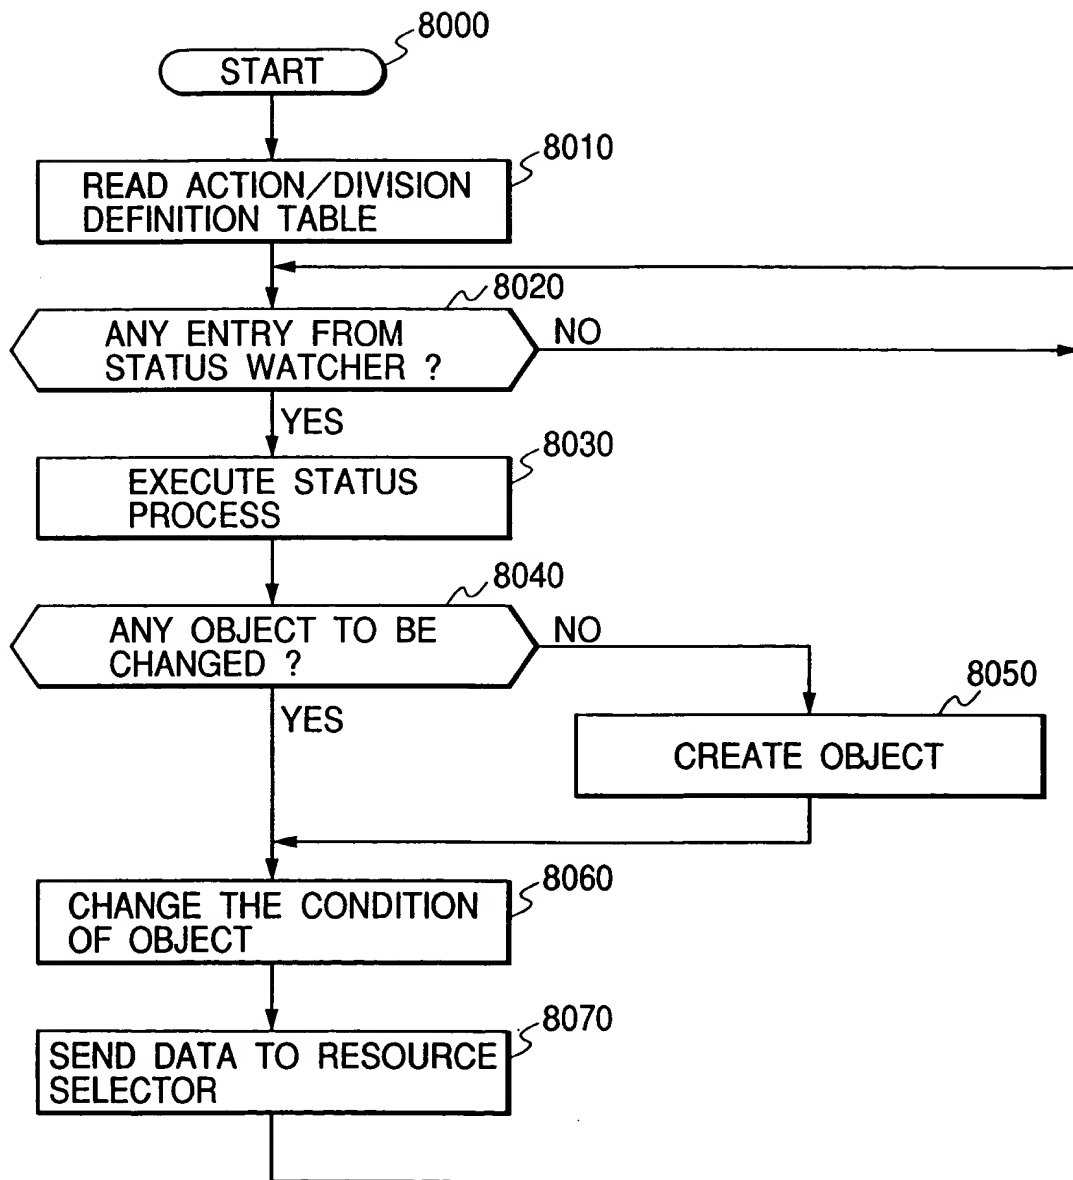 8000
START
8010
READ ACTION/DIVISION
DEFINITION TABLE
8020
ANY ENTRY FROM
STATUS WATCHER ?
NO
YES
8030
EXECUTE STATUS
PROCESS
8040
ANY OBJECT TO BE
CHANGED ?
NO
YES
8050
CREATE OBJECT
8060
CHANGE THE CONDITION
OF OBJECT
8070
SEND DATA TO RESOURCE
SELECTOR